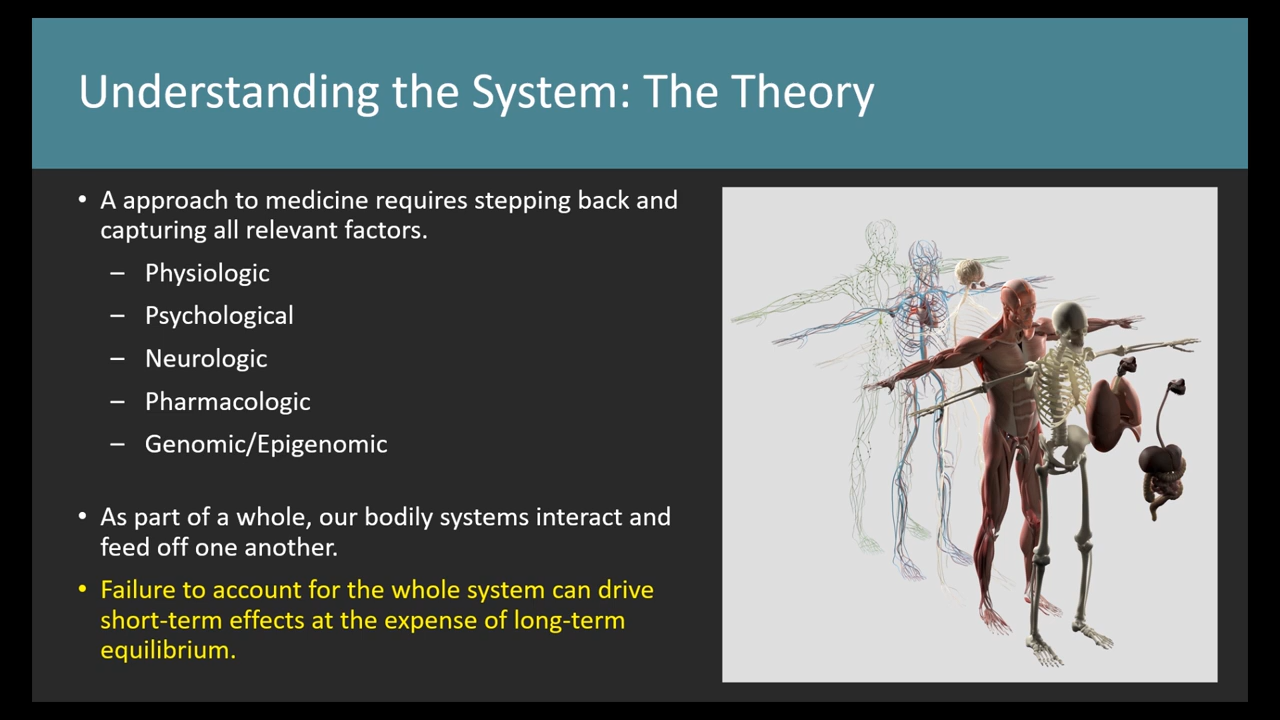 Understanding the System: The Theory
• A approach to medicine requires stepping back and
capturing all relevant factors.
– Physiologic
– Psychological
– Neurologic
– Pharmacologic
– Genomic/Epigenomic
• As part of a whole, our bodily systems interact and
feed off one another.
• Failure to account for the whole system can drive
short-term effects at the expense of long-term
equilibrium.